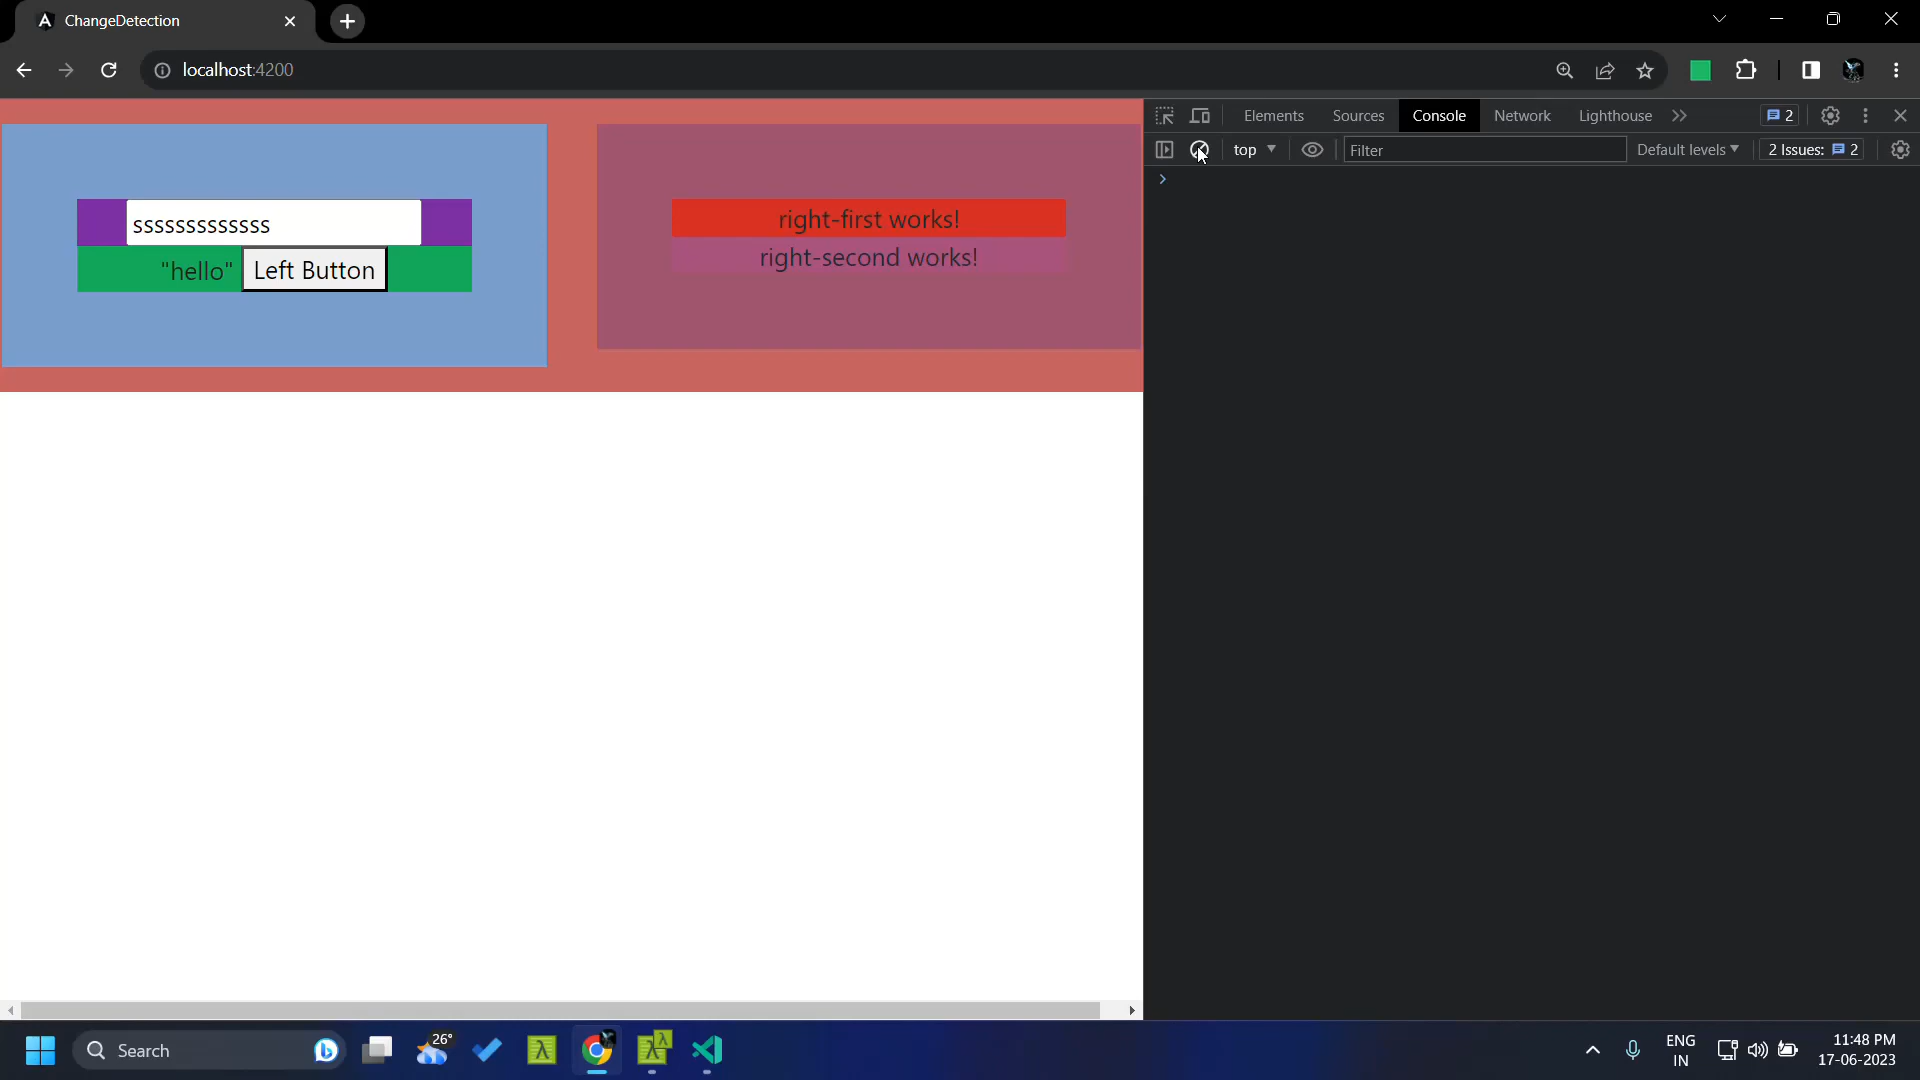 ChangeDetection
localhost:4200
Elements Sources Console Network Lighthouse 2
top Filter Default levels 2 Issues: 2
sssssssssssss
"hello" Left Button
right-first works!
right-second works!
Search
26°
ENG
IN
11:48 PM
17-06-2023